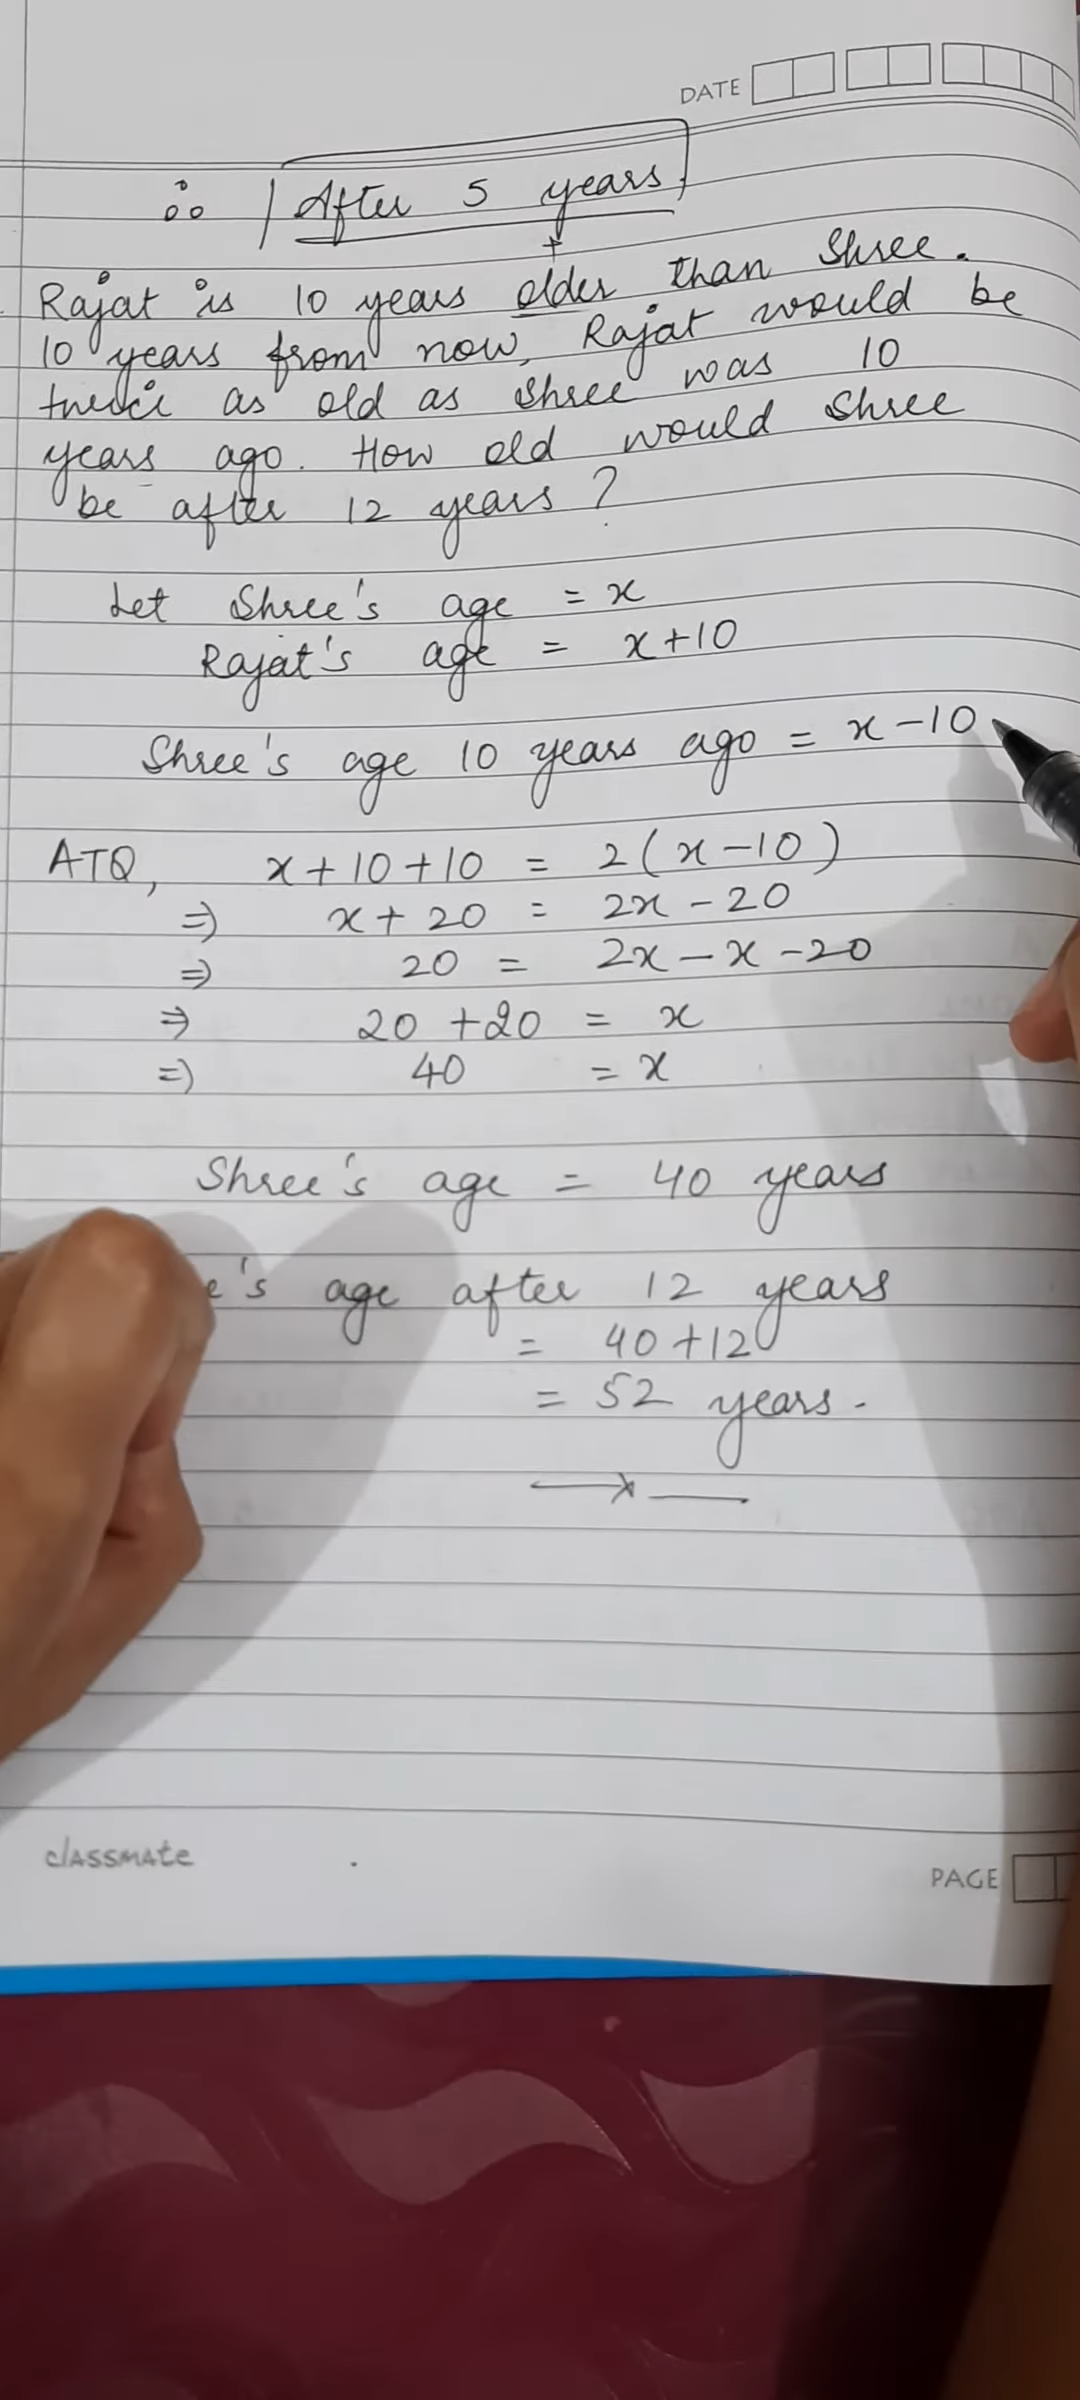 DATE
∴ After 5 years
Rajat is 10 years older than Shree.
10 years from now, Rajat would be
twice as old as Shree was 10
years ago. How old would Shree
be after 12 years ?
Let Shree's age = x
Rajat's age = x+10
Shree's age 10 years ago = x-10
ATQ, x+10+10 = 2(x-10)
⇒ x+20 = 2x-20
⇒ 20 = 2x-x-20
⇒ 20+20 = x
⇒ 40 = x
Shree's age = 40 years
e's age after 12 years
= 40+12
= 52 years.
classmate
PAGE